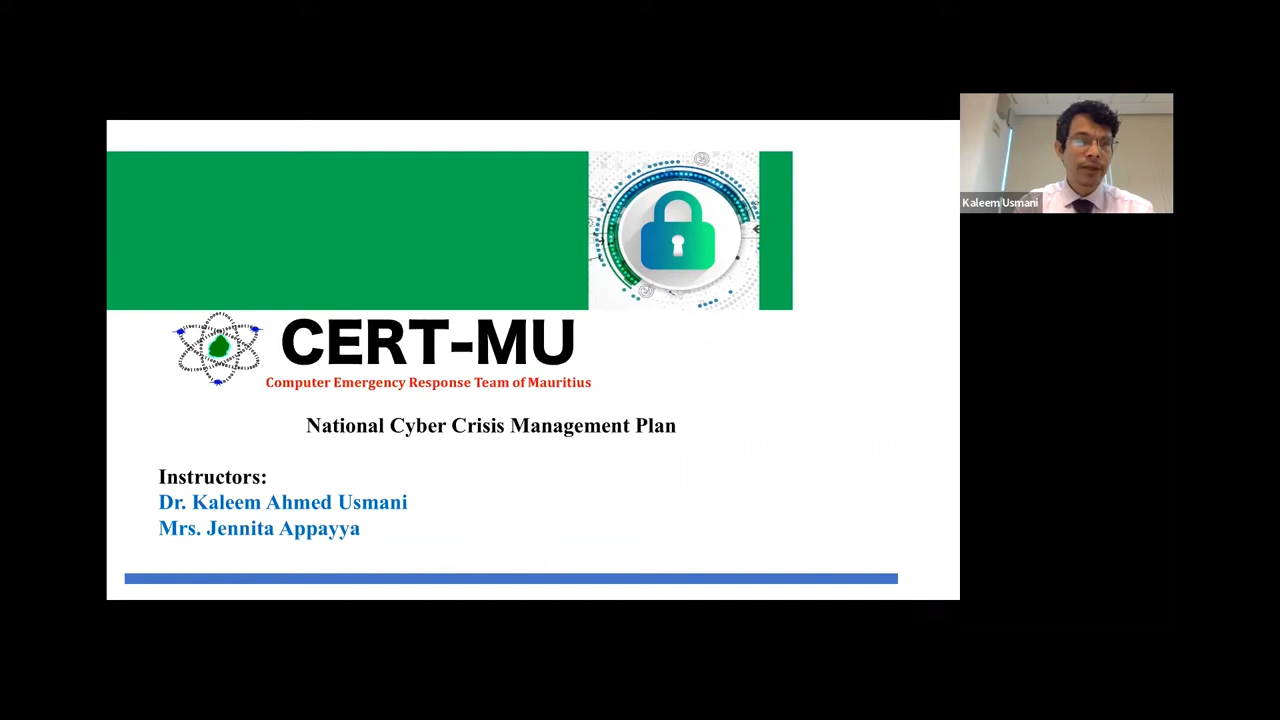 CERT-MU
Computer Emergency Response Team of Mauritius
National Cyber Crisis Management Plan
Instructors:
Dr. Kaleem Ahmed Usmani
Mrs. Jennita Appayya
Kaleem Usmani